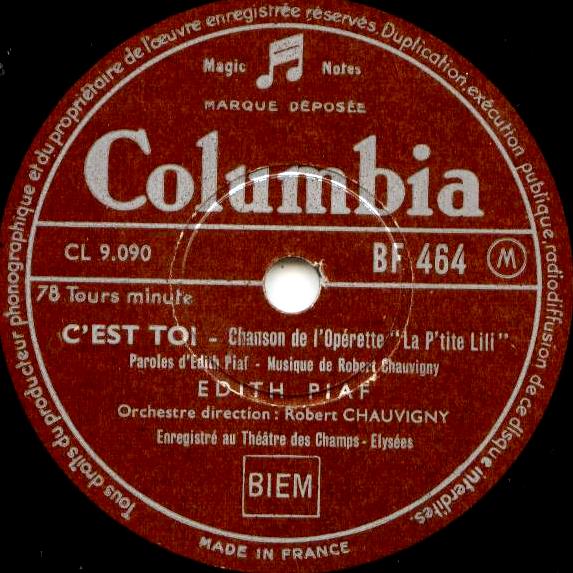 Tous droits du producteur phonographique et du propriétaire de l'œuvre enregistrée réservés. Duplication, exécution publique, radiodiffusion de ce disque interdites.
Magic Notes
MARQUE DÉPOSÉE
Columbia
CL 9.090
BF 464 M
78 Tours minute
C'EST TOI - Chanson de l'Opérette "La P'tite Lili"
Paroles d'Edith Piaf - Musique de Robert Chauvigny
EDITH PIAF
Orchestre direction : Robert CHAUVIGNY
Enregistré au Théâtre des Champs-Elysées
BIEM
MADE IN FRANCE